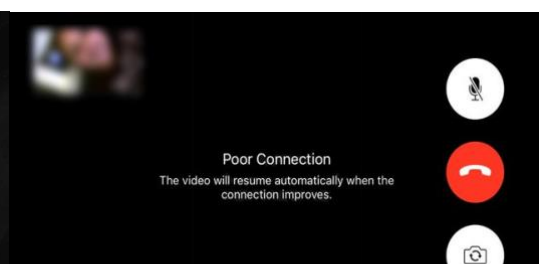 Poor Connection
The video will resume automatically when the
connection improves.